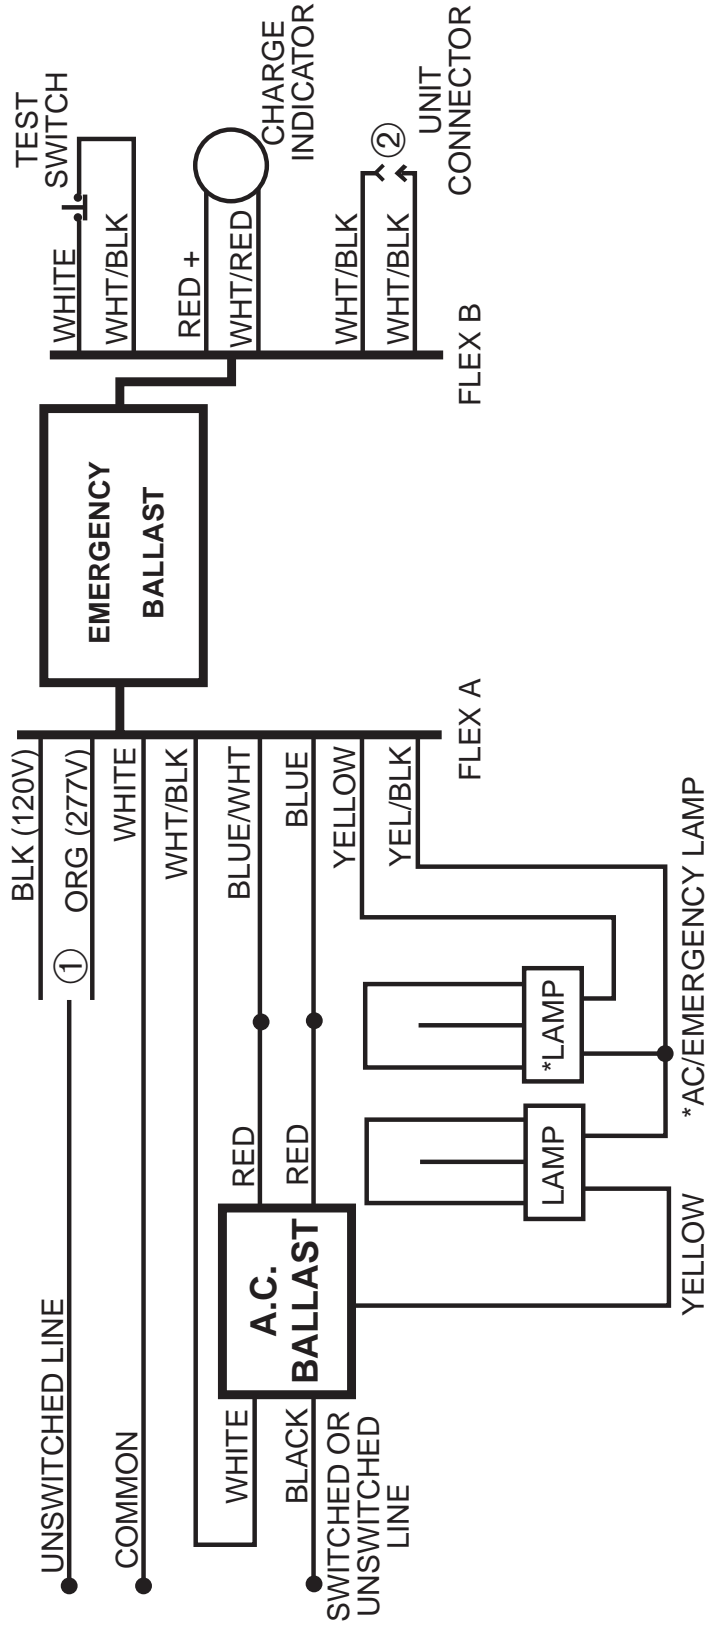 UNSWITCHED LINE
①
BLK (120V)
ORG (277V)
COMMON
WHITE
WHT/BLK
WHITE
RED
BLUE/WHT
BLACK
RED
BLUE
SWITCHED OR
UNSWITCHED
LINE
A.C.
BALLAST
YELLOW
YEL/BLK
LAMP
*LAMP
YELLOW
*AC/EMERGENCY LAMP
FLEX A
EMERGENCY
BALLAST
FLEX B
WHITE
WHT/BLK
TEST
SWITCH
RED +
WHT/RED
CHARGE
INDICATOR
WHT/BLK
WHT/BLK
②
UNIT
CONNECTOR